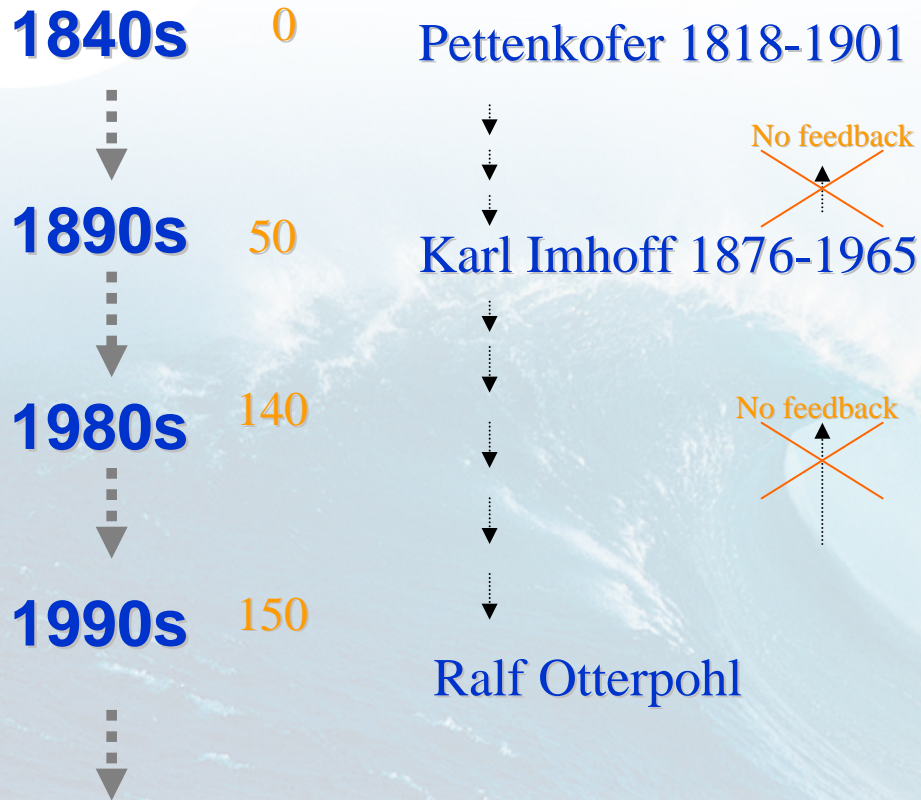 1840s 0 Pettenkofer 1818-1901
No feedback
1890s 50 Karl Imhoff 1876-1965
1980s 140 No feedback
1990s 150
Ralf Otterpohl